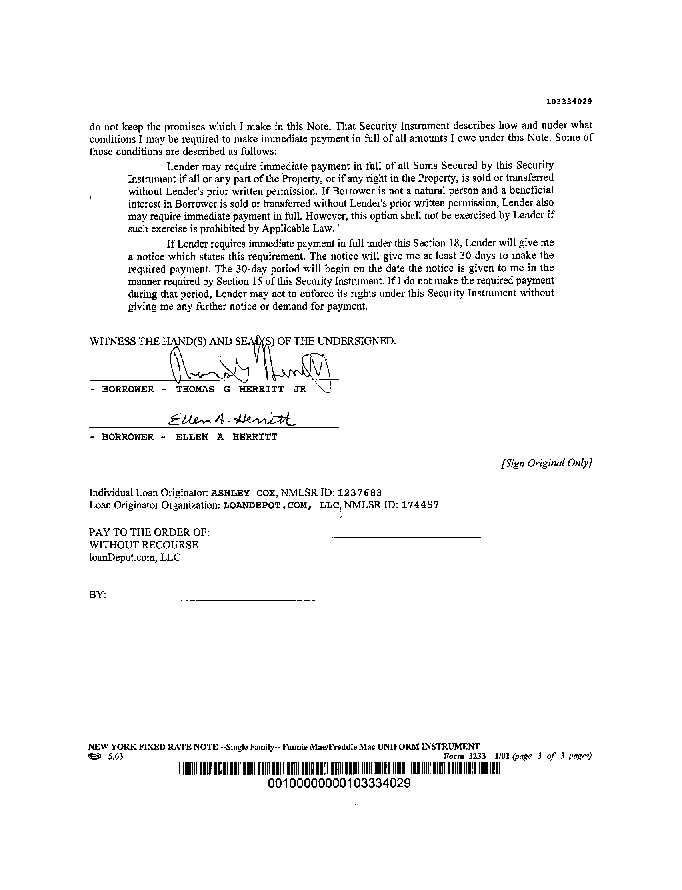 103334029
do not keep the promises which I make in this Note. That Security Instrument describes how and under what
conditions I may be required to make immediate payment in full of all amounts I owe under this Note. Some of
those conditions are described as follows:
Lender may require immediate payment in full of all Sums Secured by this Security
Instrument if all or any part of the Property, or if any right in the Property, is sold or transferred
without Lender's prior written permission. If Borrower is not a natural person and a beneficial
interest in Borrower is sold or transferred without Lender's prior written permission, Lender also
may require immediate payment in full. However, this option shall not be exercised by Lender if
such exercise is prohibited by Applicable Law.
If Lender requires immediate payment in full under this Section 18, Lender will give me
a notice which states this requirement. The notice will give me at least 30 days to make the
required payment. The 30-day period will begin on the date the notice is given to me in the
manner required by Section 15 of this Security Instrument. If I do not make the required payment
during that period, Lender may act to enforce its rights under this Security Instrument without
giving me any further notice or demand for payment.
WITNESS THE HAND(S) AND SEAL(S) OF THE UNDERSIGNED.
- BORROWER - THOMAS G HERRITT JR
Ellen A. Herritt
- BORROWER - ELLEN A HERRITT
[Sign Original Only]
Individual Loan Originator: ASHLEY COX, NMLSR ID: 1237683
Loan Originator Organization: LOANDEPOT.COM, LLC, NMLSR ID: 174457
PAY TO THE ORDER OF:
WITHOUT RECOURSE
loanDepot.com, LLC
BY:
NEW YORK FIXED RATE NOTE--Single Family-- Fannie Mae/Freddie Mac UNIFORM INSTRUMENT
Form 3233 1/01 (page 3 of 3 pages)
00100000000103334029